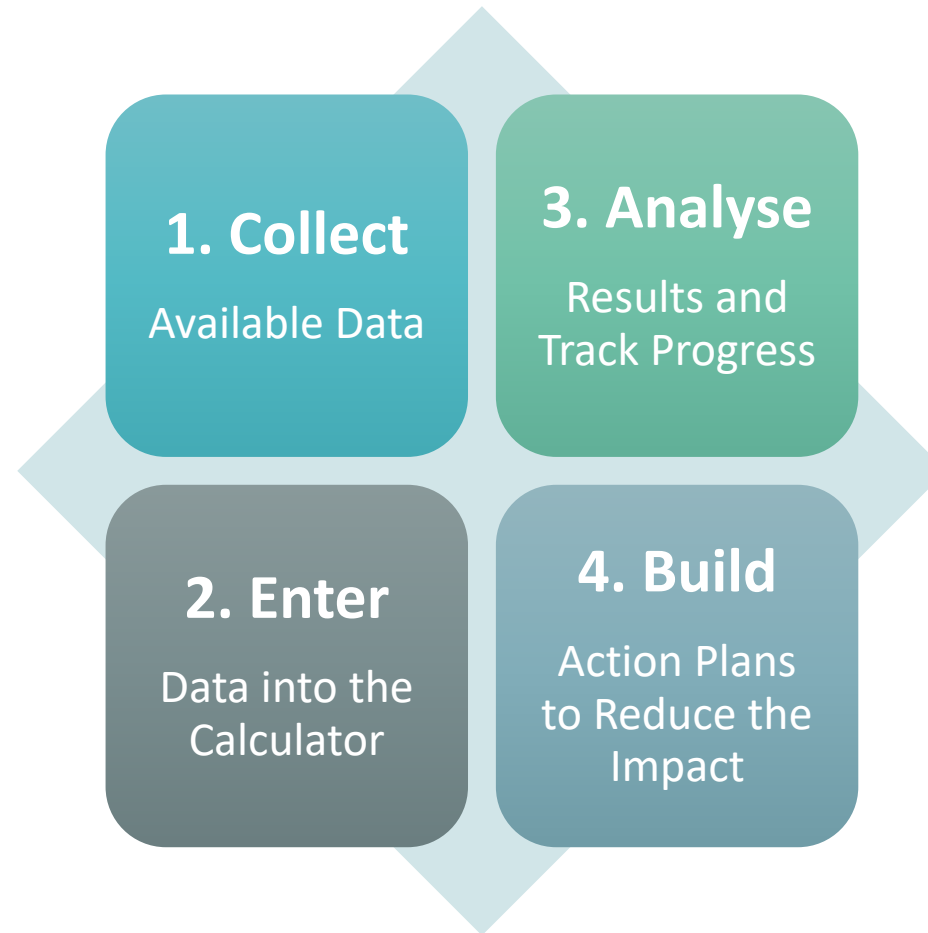 1. Collect
Available Data
2. Enter
Data into the
Calculator
3. Analyse
Results and
Track Progress
4. Build
Action Plans
to Reduce the
Impact